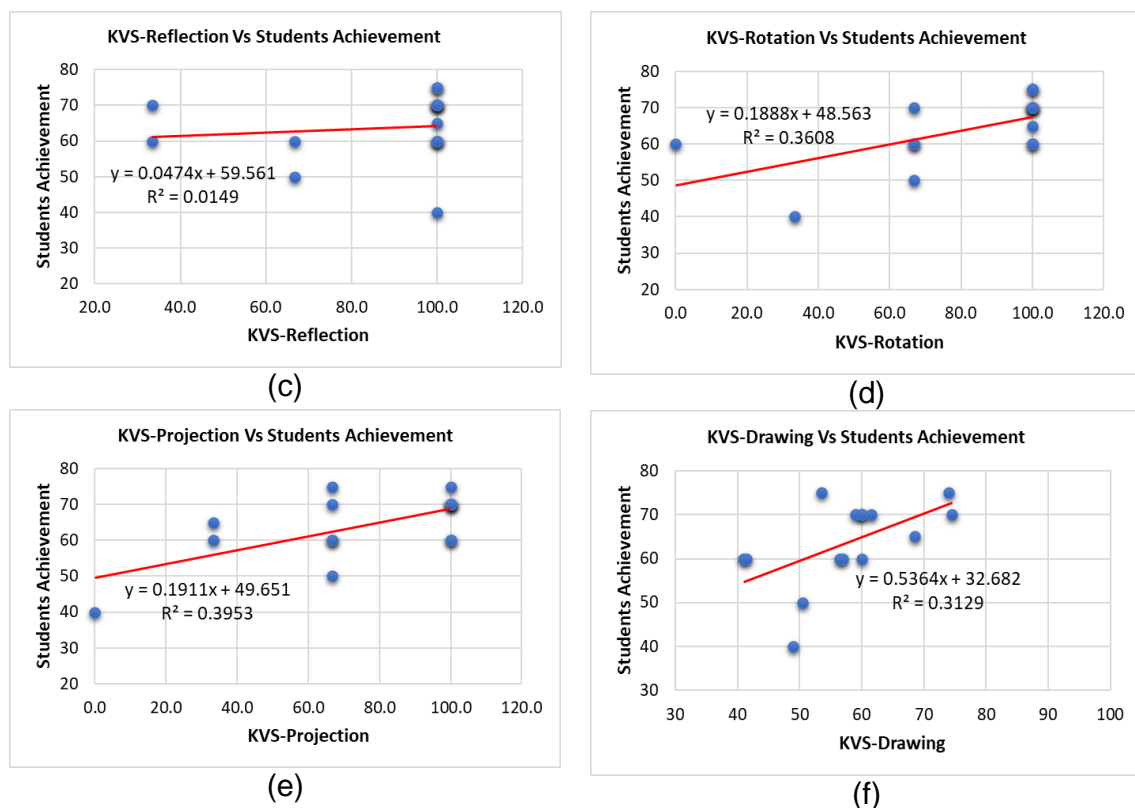 KVS-Reflection Vs Students Achievement
Students Achievement
80
70
60
50
40
30
20
y = 0.0474x + 59.561
R² = 0.0149
20.0 40.0 60.0 80.0 100.0 120.0
KVS-Reflection
(c)
KVS-Rotation Vs Students Achievement
Students Achievement
80
70
60
50
40
30
20
y = 0.1888x + 48.563
R² = 0.3608
0.0 20.0 40.0 60.0 80.0 100.0 120.0
KVS-Rotation
(d)
KVS-Projection Vs Students Achievement
Students Achievement
80
70
60
50
40
30
20
y = 0.1911x + 49.651
R² = 0.3953
0.0 20.0 40.0 60.0 80.0 100.0 120.0
KVS-Projection
(e)
KVS-Drawing Vs Students Achievement
Students Achievement
80
70
60
50
40
30
y = 0.5364x + 32.682
R² = 0.3129
30 40 50 60 70 80 90 100
KVS-Drawing
(f)